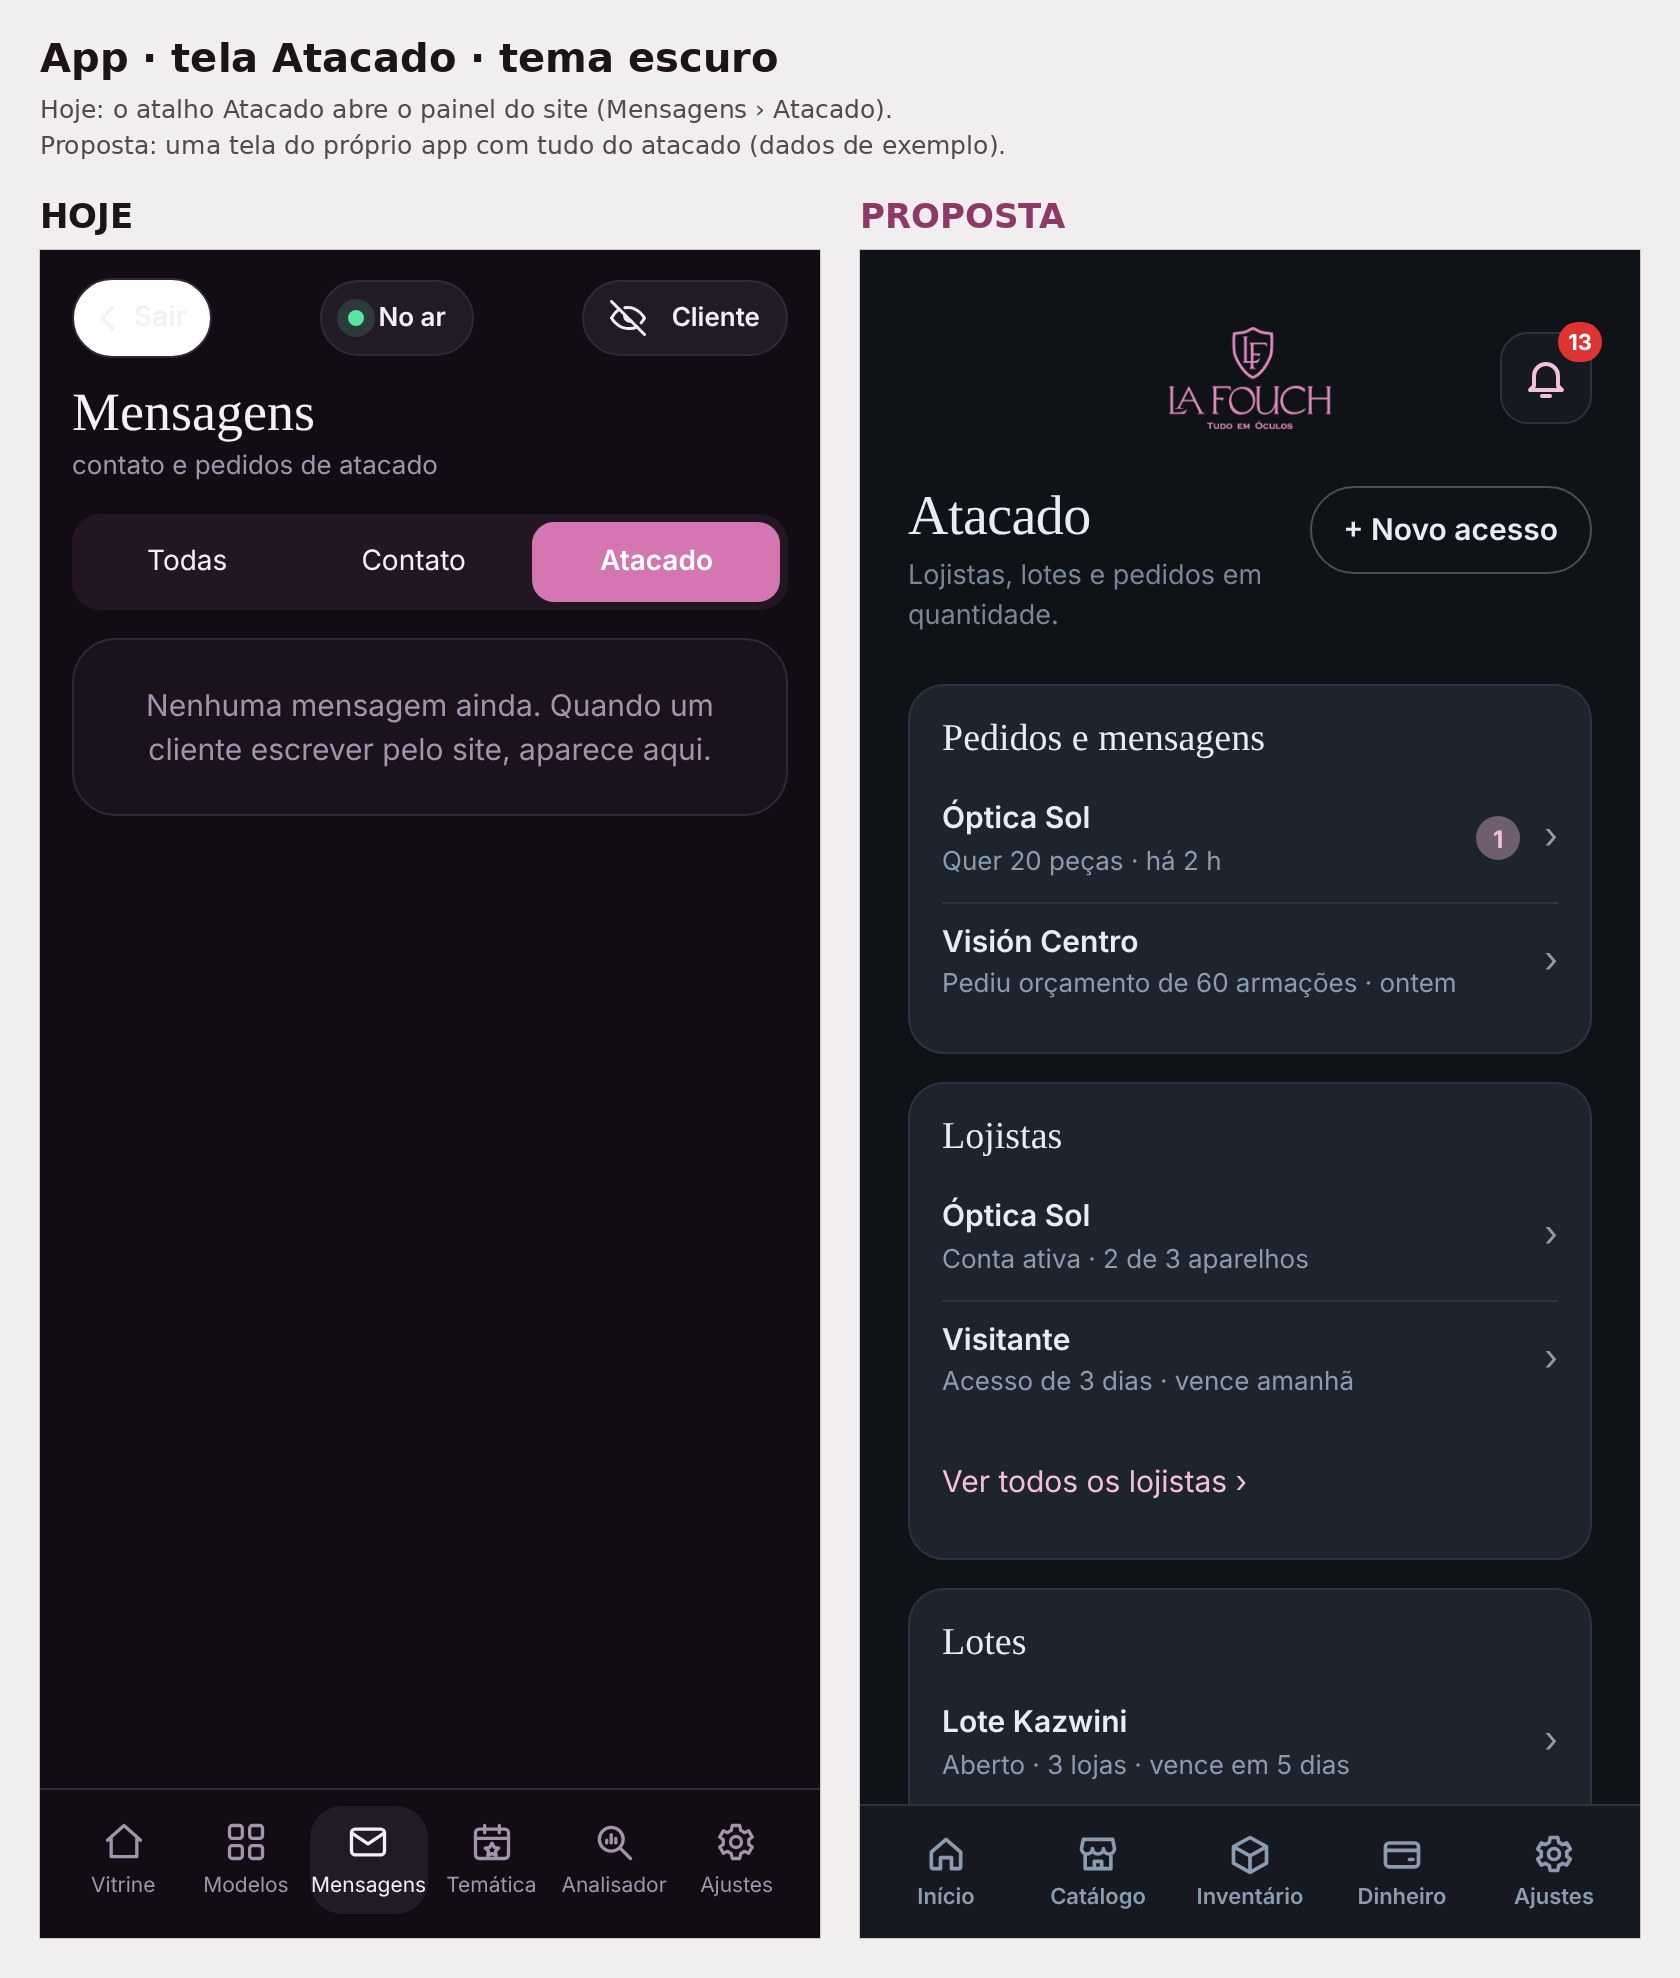 App · tela Atacado · tema escuro
Hoje: o atalho Atacado abre o painel do site (Mensagens › Atacado).
Proposta: uma tela do próprio app com tudo do atacado (dados de exemplo).
HOJE
Sair
No ar
Cliente
Mensagens
contato e pedidos de atacado
Todas
Contato
Atacado
Nenhuma mensagem ainda. Quando um
cliente escrever pelo site, aparece aqui.
Vitrine
Modelos
Mensagens
Temática
Analisador
Ajustes
PROPOSTA
LF
LA FOUCH
Tudo em Óculos
13
Atacado
+ Novo acesso
Lojistas, lotes e pedidos em
quantidade.
Pedidos e mensagens
Óptica Sol
Quer 20 peças · há 2 h
1
›
Visión Centro
Pediu orçamento de 60 armações · ontem
›
Lojistas
Óptica Sol
Conta ativa · 2 de 3 aparelhos
›
Visitante
Acesso de 3 dias · vence amanhã
›
Ver todos os lojistas ›
Lotes
Lote Kazwini
Aberto · 3 lojas · vence em 5 dias
›
Início
Catálogo
Inventário
Dinheiro
Ajustes